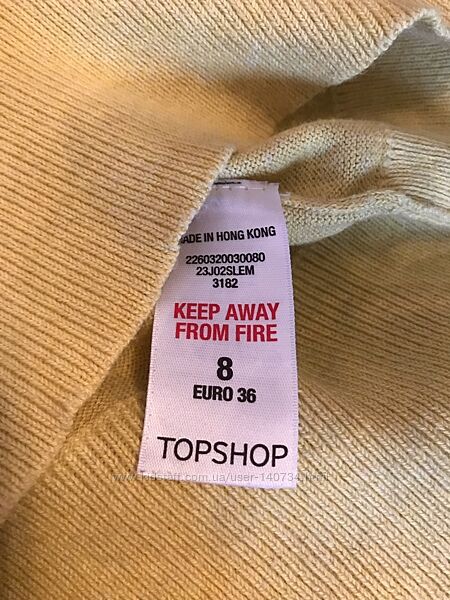 ADE IN HONG KONG
2260320030080
23J02SLEM
3182
KEEP AWAY
FROM FIRE
8
EURO 36
TOPSHOP